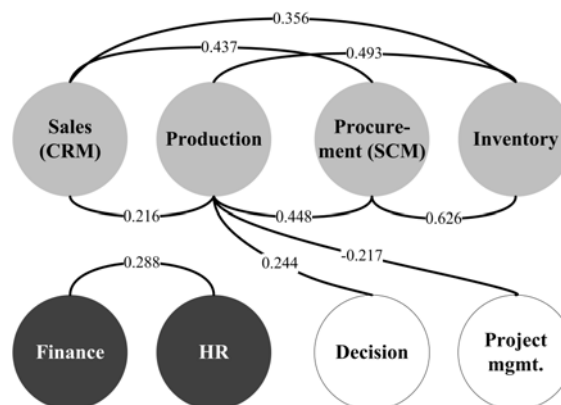 0.356
0.437
0.493
Sales
(CRM)
Production
Procure-
ment (SCM)
Inventory
0.216
0.448
0.626
0.288
0.244
-0.217
Finance
HR
Decision
Project
mgmt.